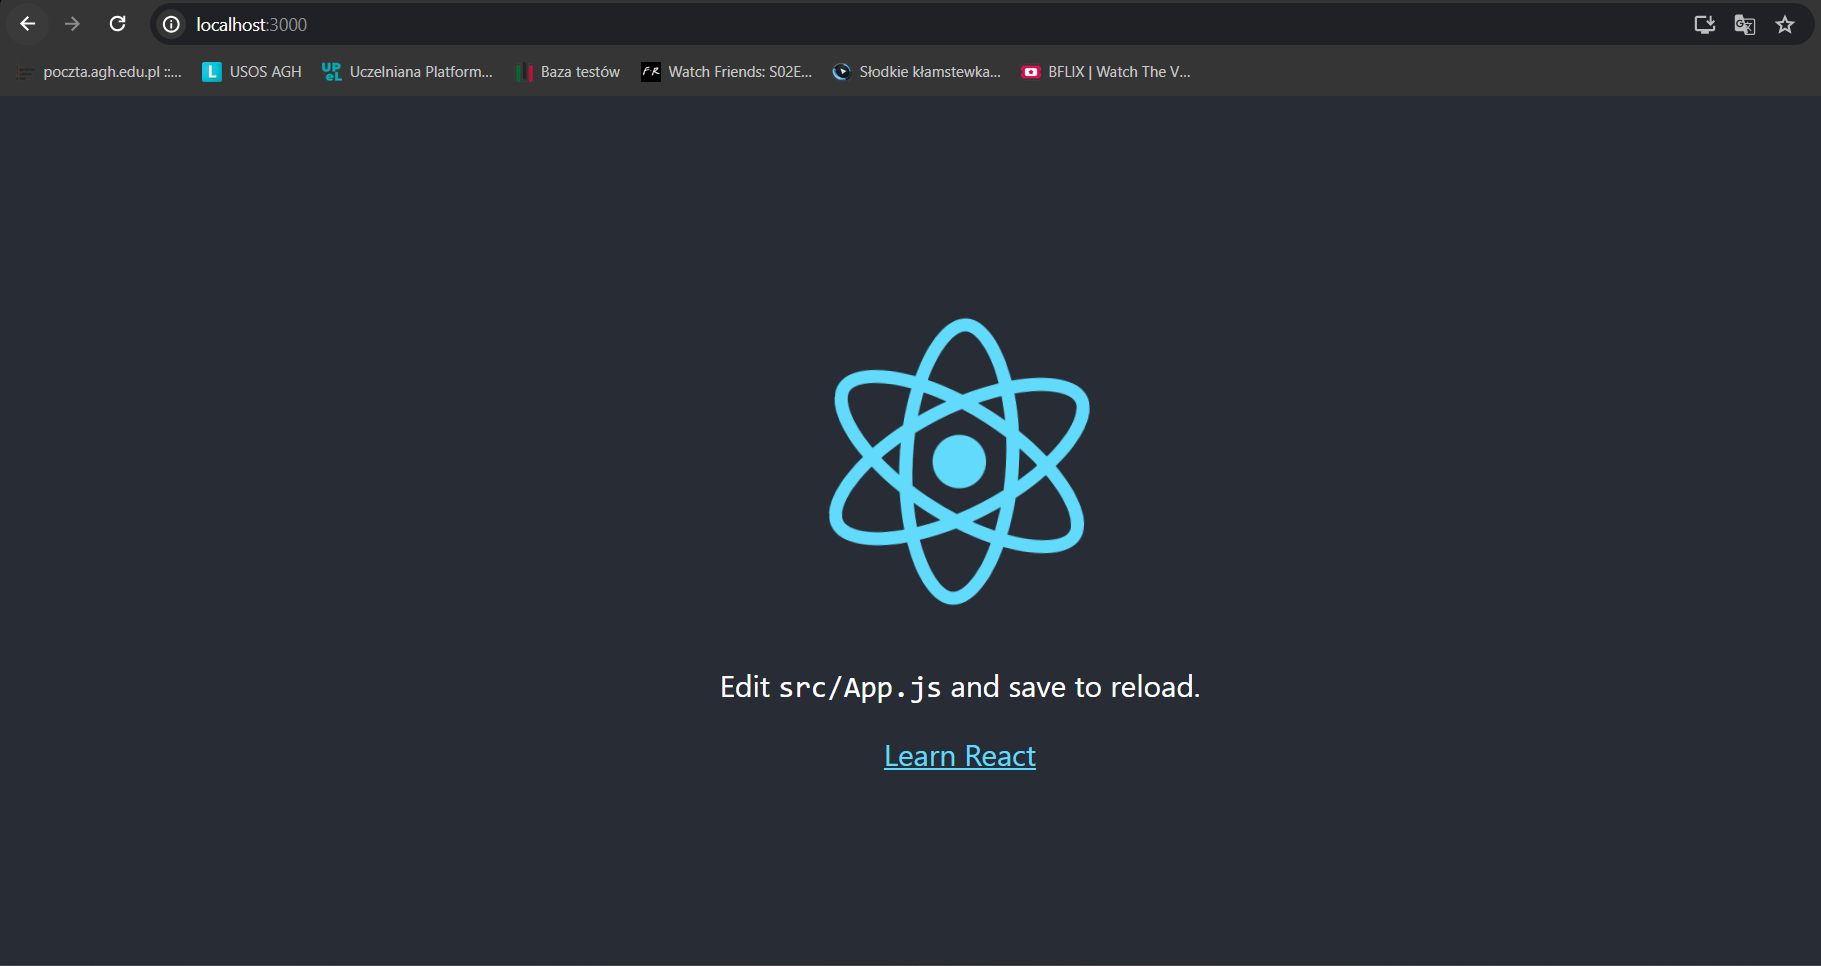 localhost:3000
poczta.agh.edu.pl ::...
L USOS AGH
UPeL Uczelniana Platform...
Baza testów
FR Watch Friends: S02E...
Słodkie kłamstewka...
BFLIX | Watch The V...
Edit src/App.js and save to reload.
Learn React